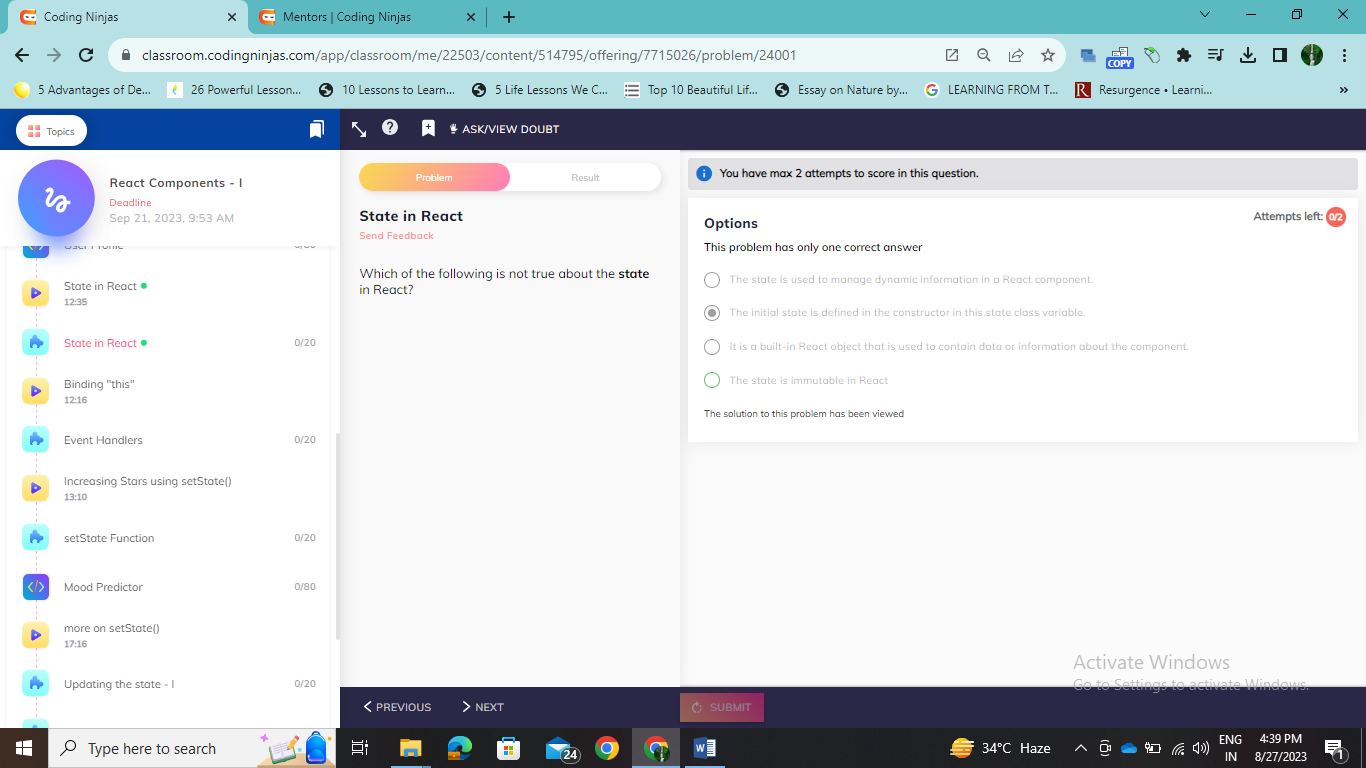 Coding Ninjas
Mentors | Coding Ninjas
classroom.codingninjas.com/app/classroom/me/22503/content/514795/offering/7715026/problem/24001
COPY
5 Advantages of De...
26 Powerful Lesson...
10 Lessons to Learn...
5 Life Lessons We C...
Top 10 Beautiful Lif...
Essay on Nature by...
LEARNING FROM T...
Resurgence • Learni...
Topics
ASK/VIEW DOUBT
React Components - I
Deadline
Sep 21, 2023, 9:53 AM
State in React
12:35
State in React
0/20
Binding "this"
12:16
Event Handlers
0/20
Increasing Stars using setState()
13:10
setState Function
0/20
Mood Predictor
0/80
more on setState()
17:16
Updating the state - I
0/20
Problem
Result
State in React
Send Feedback
Which of the following is not true about the state
in React?
You have max 2 attempts to score in this question.
Options
Attempts left: 0/2
This problem has only one correct answer
The state is used to manage dynamic information in a React component.
The initial state is defined in the constructor in this.state class variable.
It is a built-in React object that is used to contain data or information about the component.
The state is immutable in React
The solution to this problem has been viewed
Activate Windows
Go to Settings to activate Windows.
PREVIOUS
NEXT
SUBMIT
Type here to search
24
34°C Haze
ENG
IN
4:39 PM
8/27/2023
1